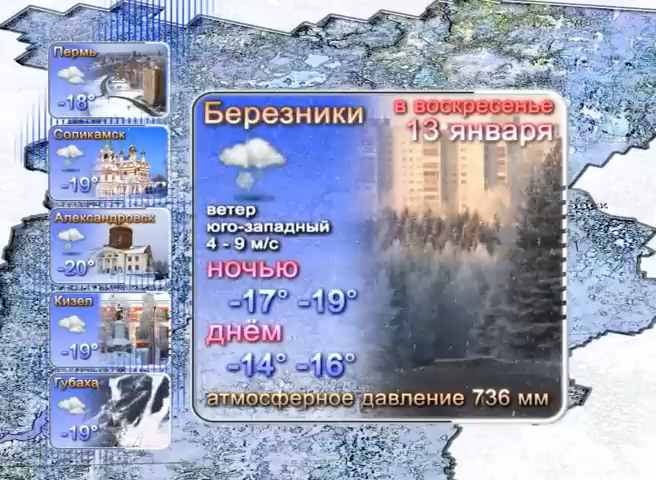 Пермь
-18°
Соликамск
-19°
Александровск
-20°
Кизел
-19°
Губаха
-19°
Березники
в воскресенье
13 января
ветер
юго-западный
4 - 9 м/с
ночью
-17° -19°
днём
-14° -16°
атмосферное давление 736 мм